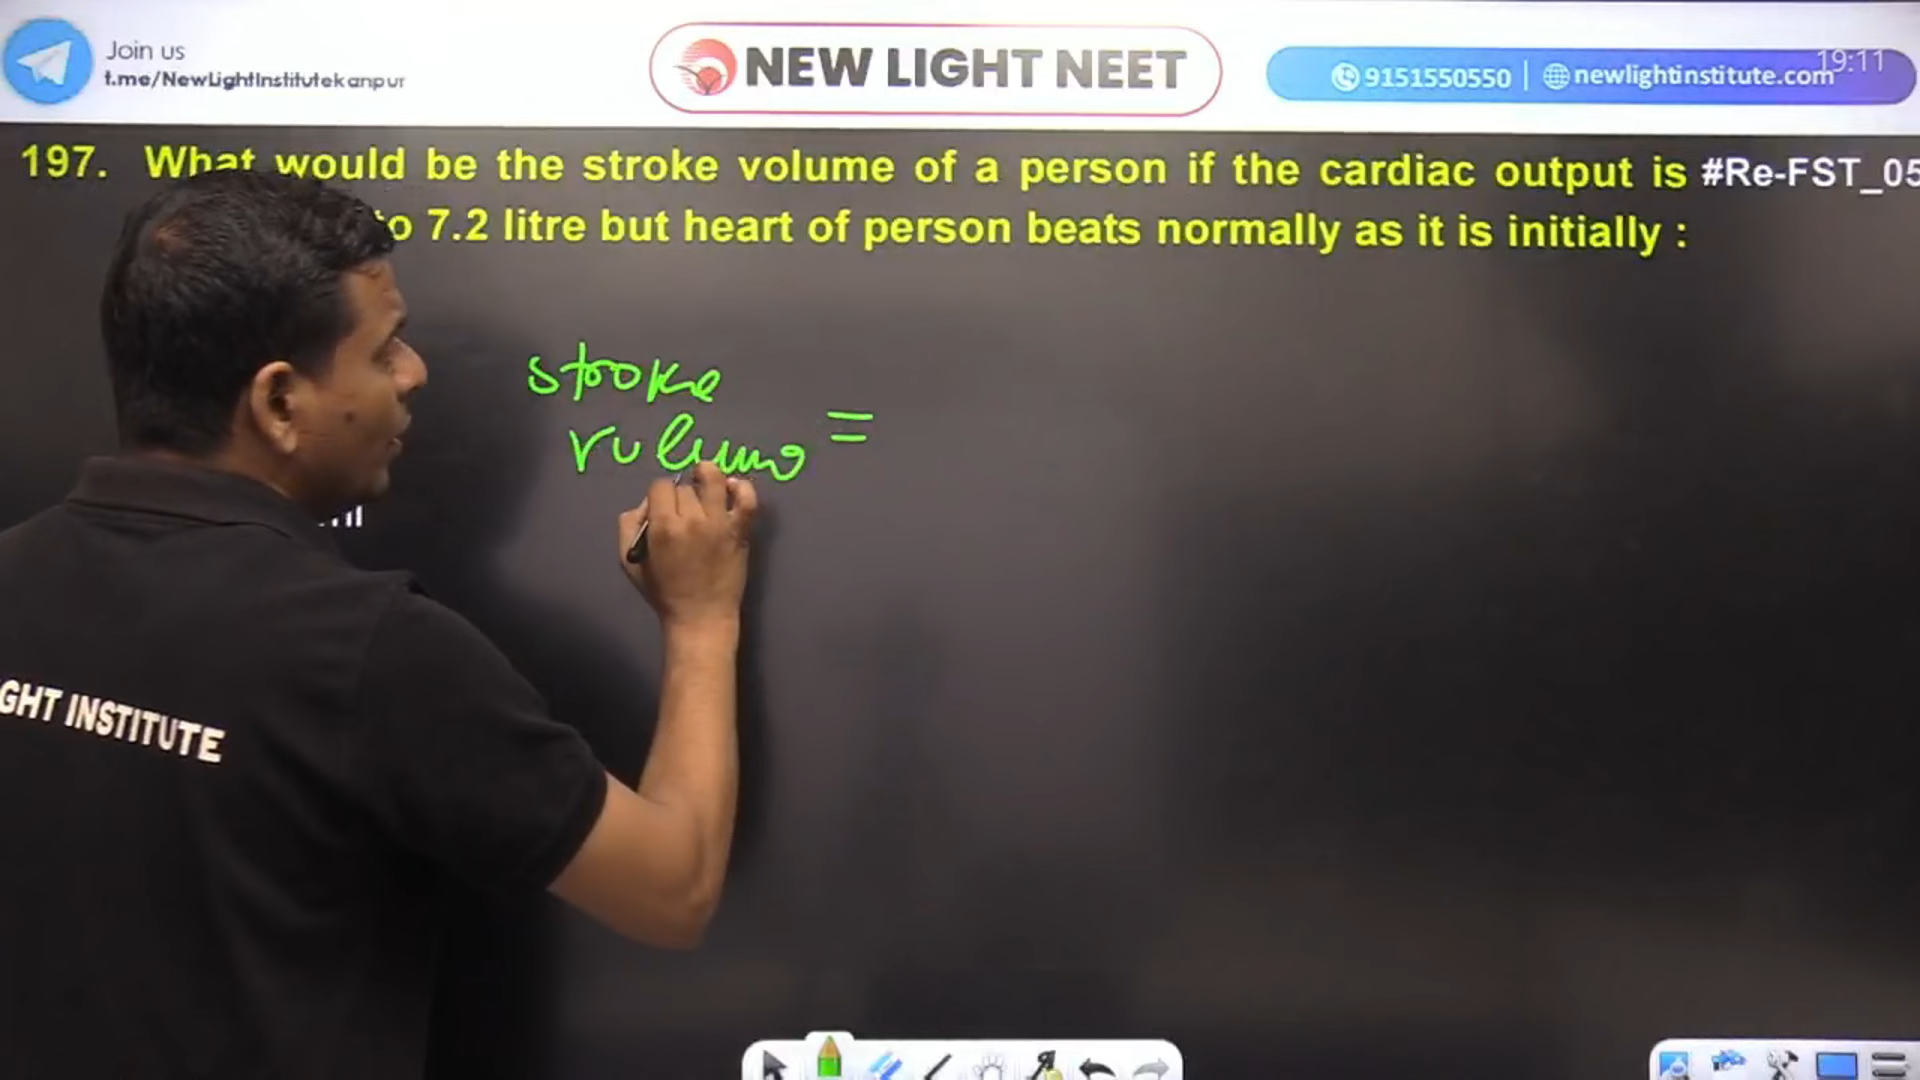 Join us
t.me/NewLightInstitutekanpur
NEW LIGHT NEET
9151550550 | newlightinstitute.com
19:11
197. What would be the stroke volume of a person if the cardiac output is #Re-FST_05
7.2 litre but heart of person beats normally as it is initially :
stroke
volume =
GHT INSTITUTE